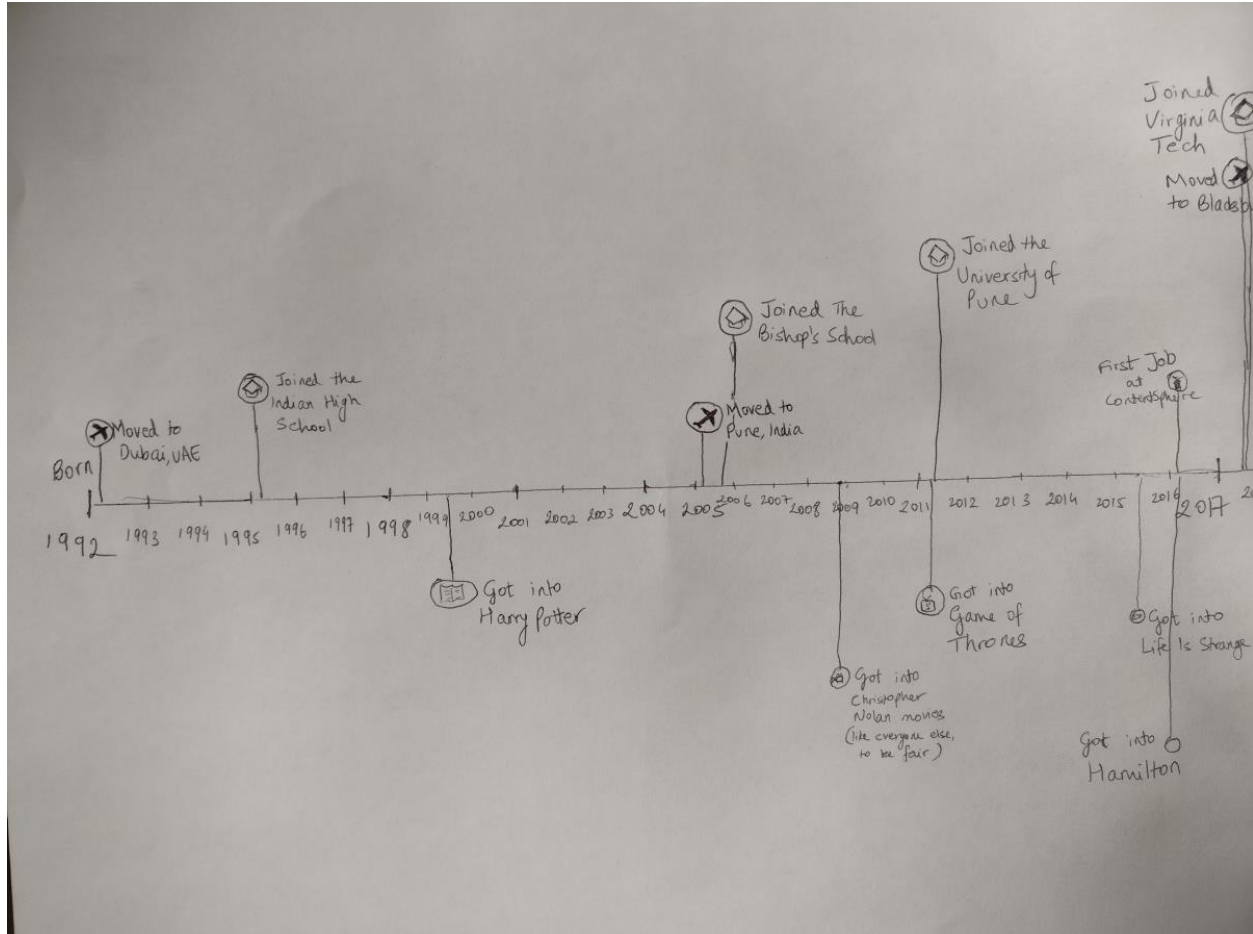 Joined
Virginia
Tech
Moved
to Blacksb
Joined the
University of
Pune
Joined The
Bishop's School
First Job
at
ContentSphere
Joined the
Indian High
School
Moved to
Pune, India
Moved to
Dubai, UAE
Born
1992
1993
1994
1995
1996
1997
1998
1999
2000
2001
2002
2003
2004
2005
2006
2007
2008
2009
2010
2011
2012
2013
2014
2015
2016
2017
Got into
Harry Potter
Got into
Game of
Thrones
Got into
Life Is Strange
Got into
Christopher
Nolan movies
(like everyone else,
to be fair)
Got into
Hamilton